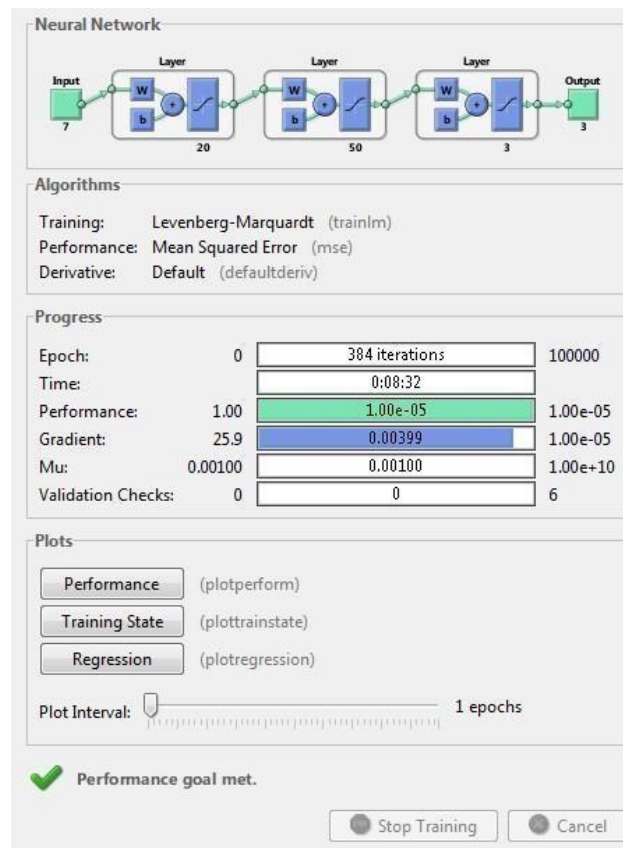 Neural Network
Layer Layer Layer
Input Output
W W W
b b b
+ + +
7 20 50 3 3
Algorithms
Training: Levenberg-Marquardt (trainlm)
Performance: Mean Squared Error (mse)
Derivative: Default (defaultderiv)
Progress
Epoch: 0 384 iterations 100000
Time: 0:08:32
Performance: 1.00 1.00e-05 1.00e-05
Gradient: 25.9 0.00399 1.00e-05
Mu: 0.00100 0.00100 1.00e+10
Validation Checks: 0 0 6
Plots
Performance (plotperform)
Training State (plottrainstate)
Regression (plotregression)
Plot Interval: 1 epochs
Performance goal met.
Stop Training Cancel